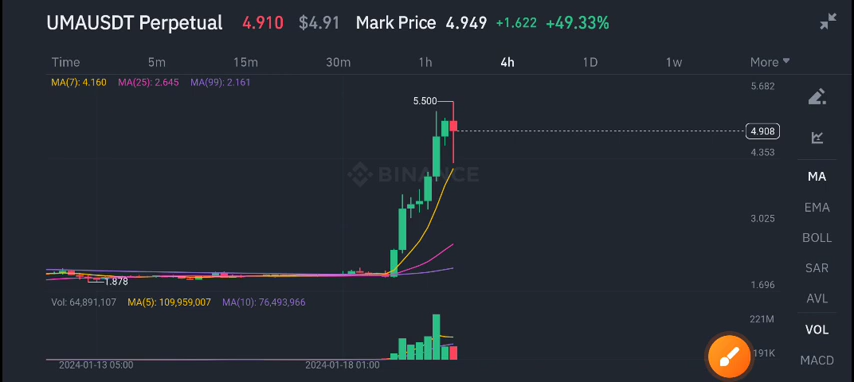 UMAUSDT Perpetual 4.910 $4.91 Mark Price 4.949 +1.622 +49.33%
Time 5m 15m 30m 1h 4h 1D 1w More
MA(7): 4.160 MA(25): 2.645 MA(99): 2.161
5.682
5.500
4.908
4.353
BINANCE
MA
EMA
3.025
BOLL
SAR
1.878
1.696
AVL
Vol: 64,891,107 MA(5): 109,959,007 MA(10): 76,493,966
221M
VOL
191K
MACD
2024-01-13 05:00 2024-01-18 01:00